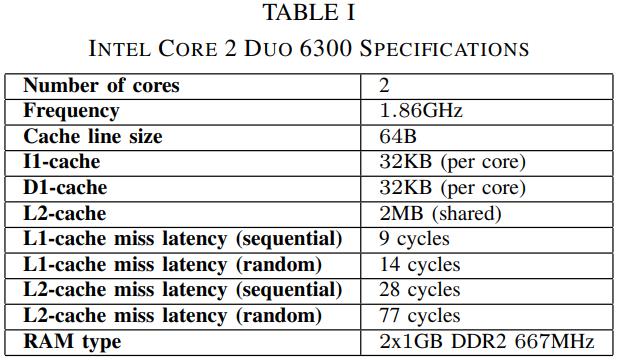 TABLE I
INTEL CORE 2 DUO 6300 SPECIFICATIONS
Number of cores 2
Frequency 1.86GHz
Cache line size 64B
I1-cache 32KB (per core)
D1-cache 32KB (per core)
L2-cache 2MB (shared)
L1-cache miss latency (sequential) 9 cycles
L1-cache miss latency (random) 14 cycles
L2-cache miss latency (sequential) 28 cycles
L2-cache miss latency (random) 77 cycles
RAM type 2x1GB DDR2 667MHz